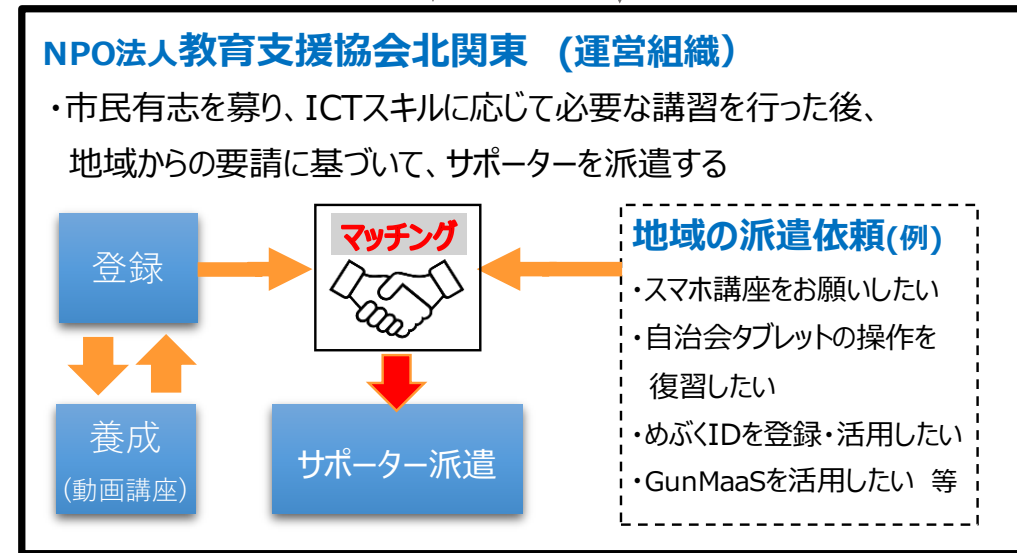 NPO法人教育支援協会北関東 (運営組織）
・市民有志を募り、ICTスキルに応じて必要な講習を行った後、
地域からの要請に基づいて、サポーターを派遣する
登録
マッチング
養成
(動画講座)
サポーター派遣
地域の派遣依頼(例)
・スマホ講座をお願いしたい
・自治会タブレットの操作を
復習したい
・めぶくIDを登録・活用したい
・GunMaaSを活用したい 等